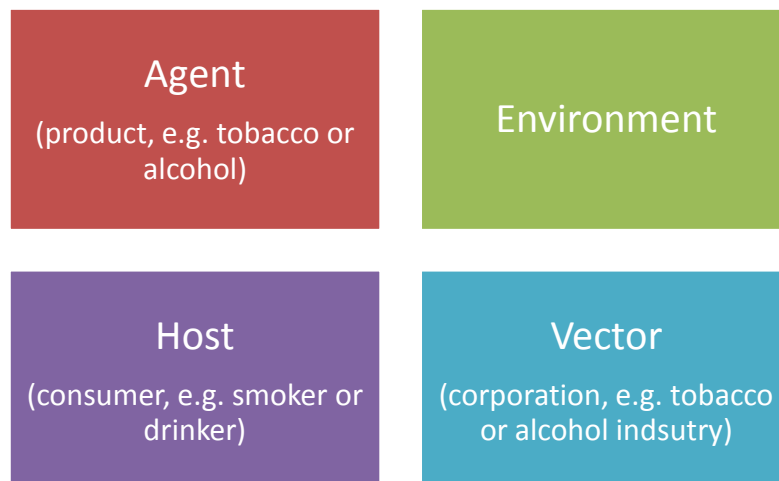 Agent
(product, e.g. tobacco or
alcohol)
Environment
Host
(consumer, e.g. smoker or
drinker)
Vector
(corporation, e.g. tobacco
or alcohol indsutry)